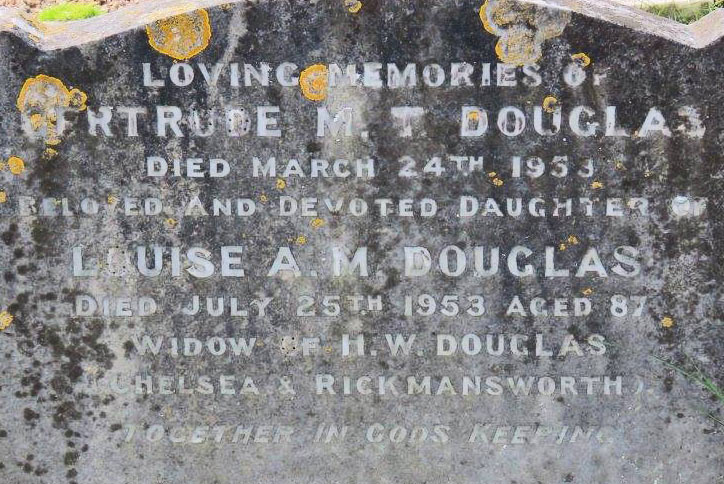 LOVING MEMORIES OF
GERTRUDE M. T. DOUGLAS
DIED MARCH 24TH 1953
BELOVED AND DEVOTED DAUGHTER OF
LOUISE A. M. DOUGLAS
DIED JULY 25TH 1953 AGED 87
WIDOW OF H. W. DOUGLAS
(CHELSEA & RICKMANSWORTH).
TOGETHER IN GODS KEEPING